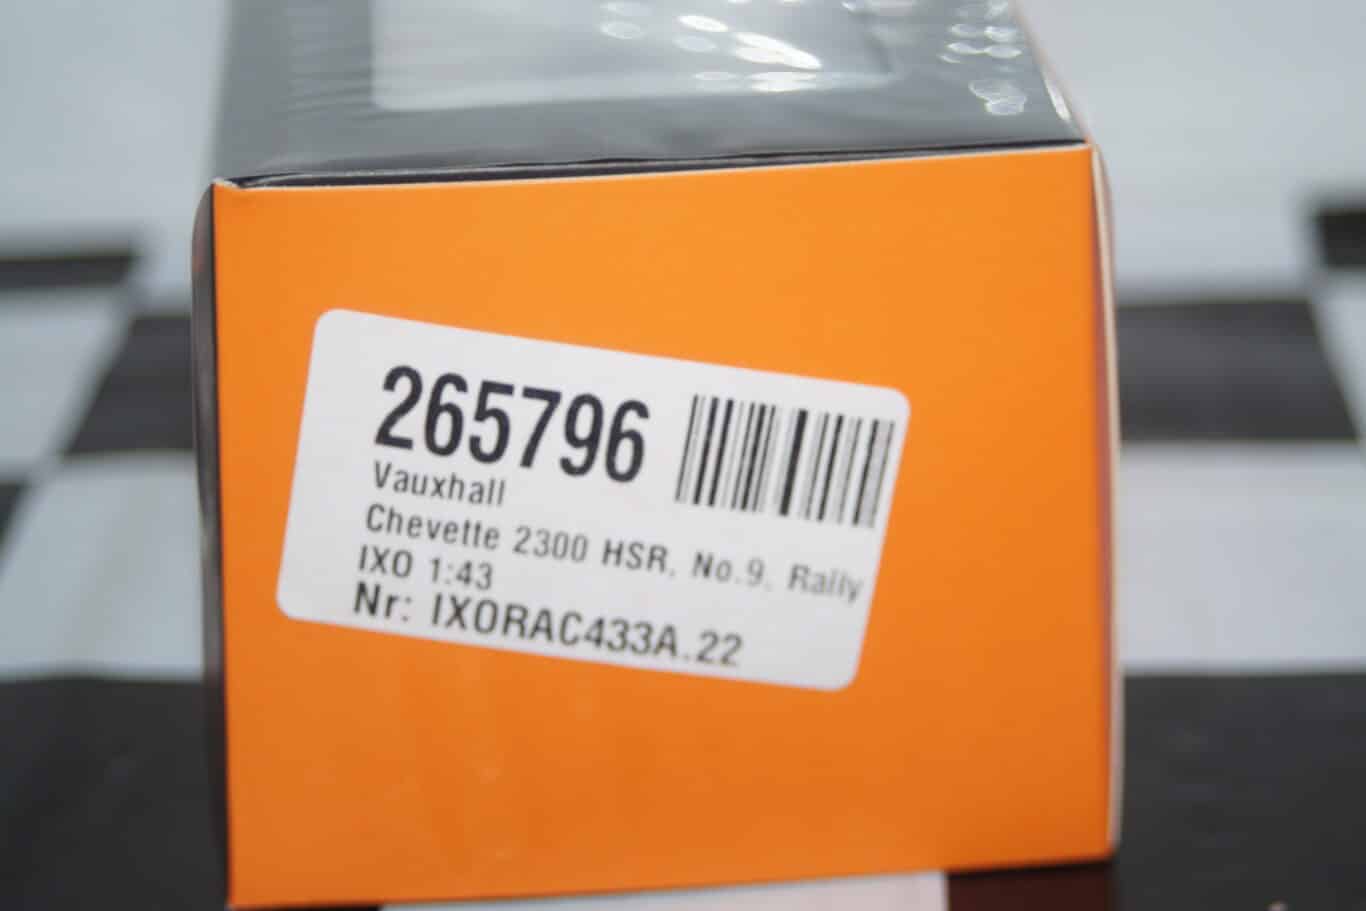 265796
Vauxhall
Chevette 2300 HSR, No.9, Rally
IXO 1:43
Nr: IXORAC433A.22